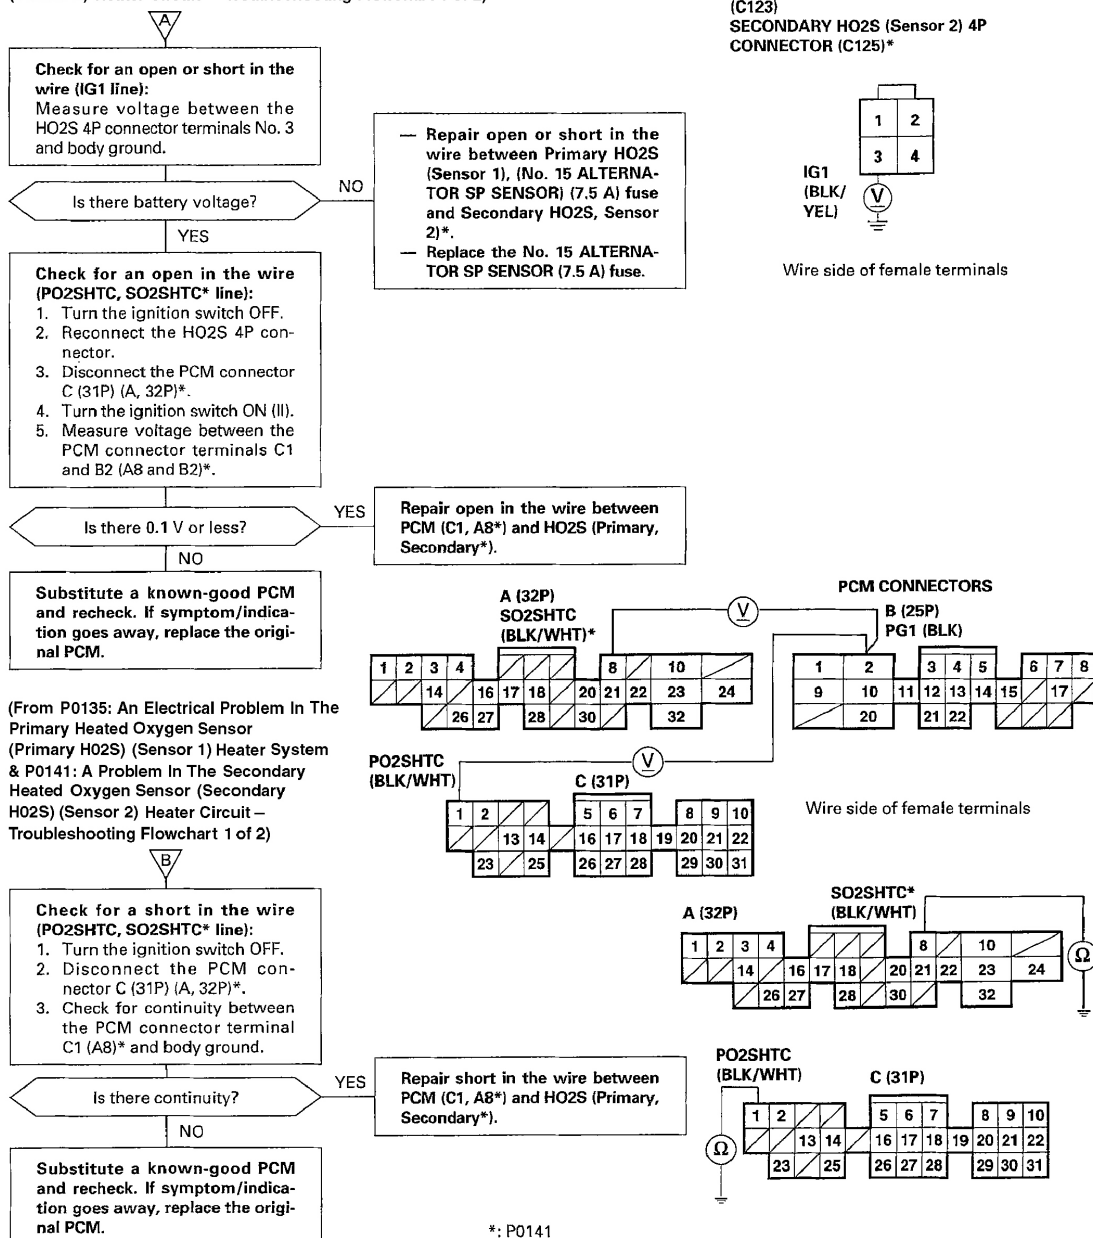 A
Check for an open or short in the
wire (IG1 line):
Measure voltage between the
HO2S 4P connector terminals No. 3
and body ground.
Is there battery voltage?
NO
— Repair open or short in the
wire between Primary HO2S
(Sensor 1), (No. 15 ALTERNA-
TOR SP SENSOR) (7.5 A) fuse
and Secondary HO2S, Sensor
2)*.
— Replace the No. 15 ALTERNA-
TOR SP SENSOR (7.5 A) fuse.
(C123)
SECONDARY HO2S (Sensor 2) 4P
CONNECTOR (C125)*
1 2
3 4
IG1
(BLK/
YEL)
V
Wire side of female terminals
YES
Check for an open in the wire
(PO2SHTC, SO2SHTC* line):
1. Turn the ignition switch OFF.
2. Reconnect the HO2S 4P con-
nector.
3. Disconnect the PCM connector
C (31P) (A, 32P)*.
4. Turn the ignition switch ON (II).
5. Measure voltage between the
PCM connector terminals C1
and B2 (A8 and B2)*.
Is there 0.1 V or less?
YES
Repair open in the wire between
PCM (C1, A8*) and HO2S (Primary,
Secondary*).
NO
Substitute a known-good PCM
and recheck. If symptom/indica-
tion goes away, replace the origi-
nal PCM.
A (32P)
SO2SHTC
(BLK/WHT)*
V
PCM CONNECTORS
B (25P)
PG1 (BLK)
1 2 3 4 8 10
14 16 17 18 20 21 22 23 24
26 27 28 30 32
1 2 3 4 5 6 7 8
9 10 11 12 13 14 15 17
20 21 22
PO2SHTC
(BLK/WHT)
V
C (31P)
1 2 5 6 7 8 9 10
13 14 16 17 18 19 20 21 22
23 25 26 27 28 29 30 31
Wire side of female terminals
(From P0135: An Electrical Problem In The
Primary Heated Oxygen Sensor
(Primary H02S) (Sensor 1) Heater System
& P0141: A Problem In The Secondary
Heated Oxygen Sensor (Secondary
H02S) (Sensor 2) Heater Circuit –
Troubleshooting Flowchart 1 of 2)
B
Check for a short in the wire
(PO2SHTC, SO2SHTC* line):
1. Turn the ignition switch OFF.
2. Disconnect the PCM con-
nector C (31P) (A, 32P)*.
3. Check for continuity between
the PCM connector terminal
C1 (A8)* and body ground.
Is there continuity?
YES
Repair short in the wire between
PCM (C1, A8*) and HO2S (Primary,
Secondary*).
NO
Substitute a known-good PCM
and recheck. If symptom/indica-
tion goes away, replace the origi-
nal PCM.
A (32P)
SO2SHTC*
(BLK/WHT)
1 2 3 4 8 10
14 16 17 18 20 21 22 23 24
26 27 28 30 32
Ω
PO2SHTC
(BLK/WHT)
C (31P)
1 2 5 6 7 8 9 10
13 14 16 17 18 19 20 21 22
23 25 26 27 28 29 30 31
Ω
*: P0141